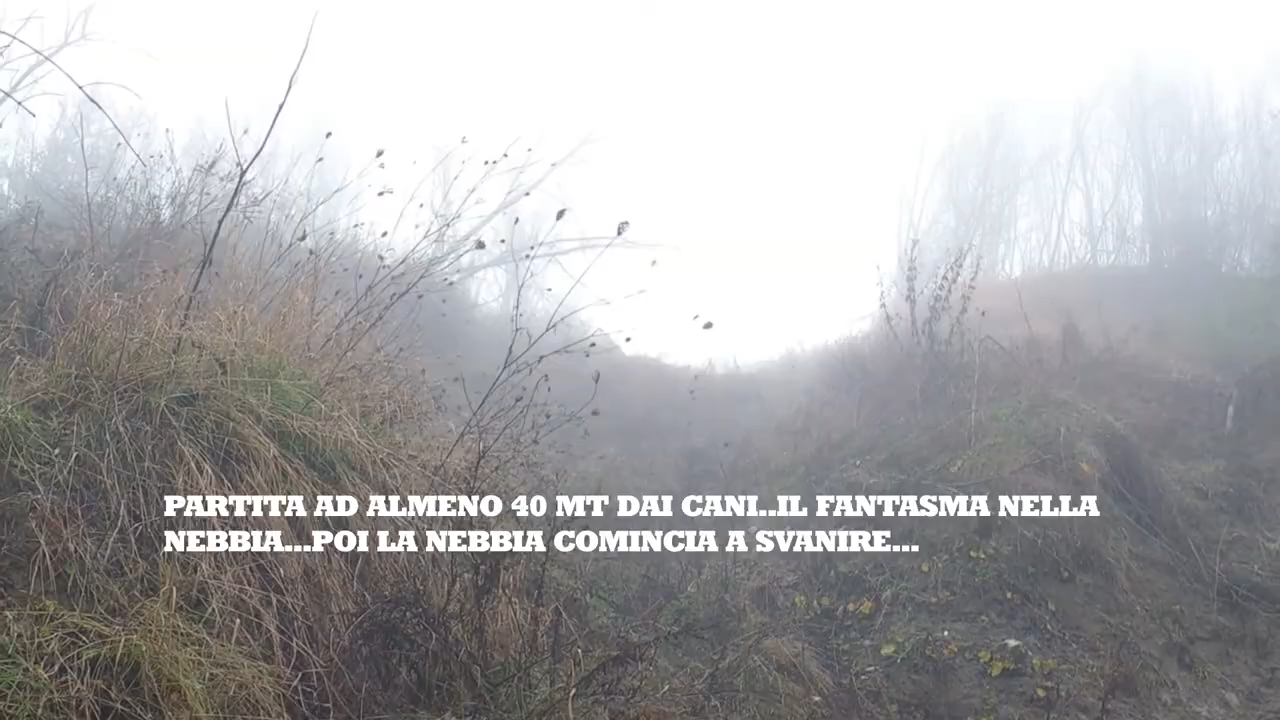 PARTITA AD ALMENO 40 MT DAI CANI..IL FANTASMA NELLA
NEBBIA...POI LA NEBBIA COMINCIA A SVANIRE...